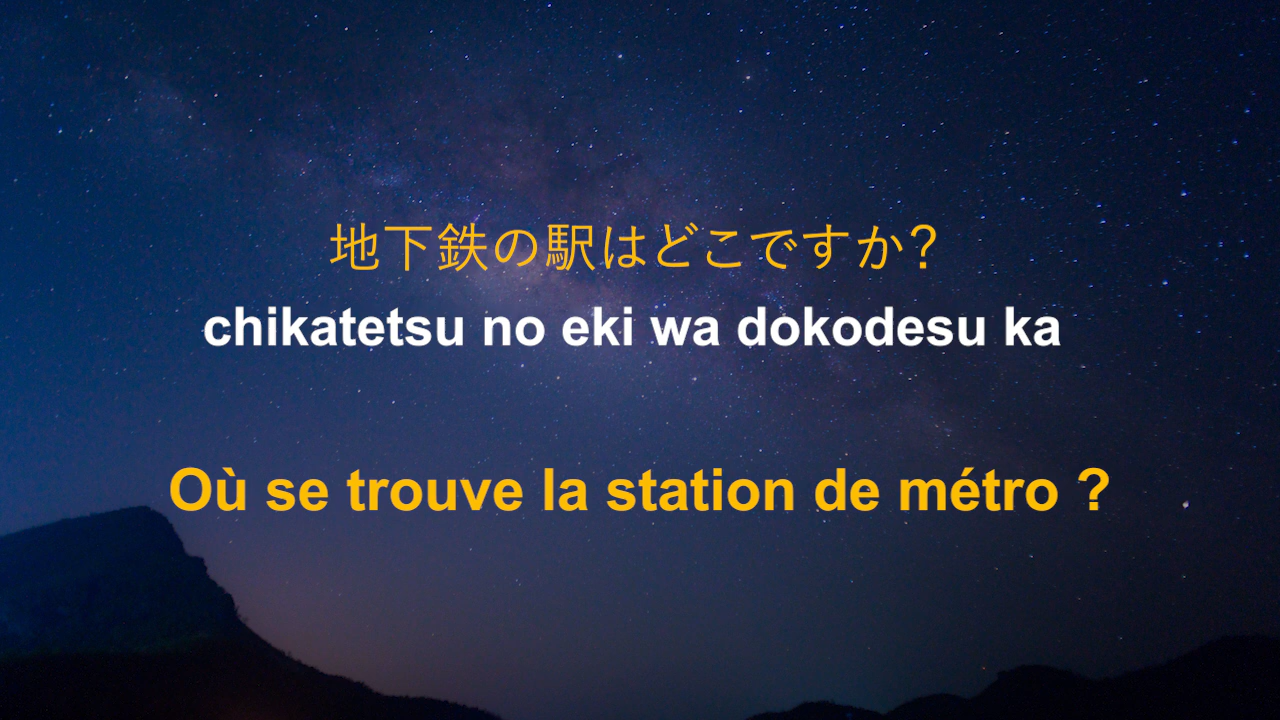 地下鉄の駅はどこですか?
chikatetsu no eki wa dokodesu ka
Où se trouve la station de métro ?